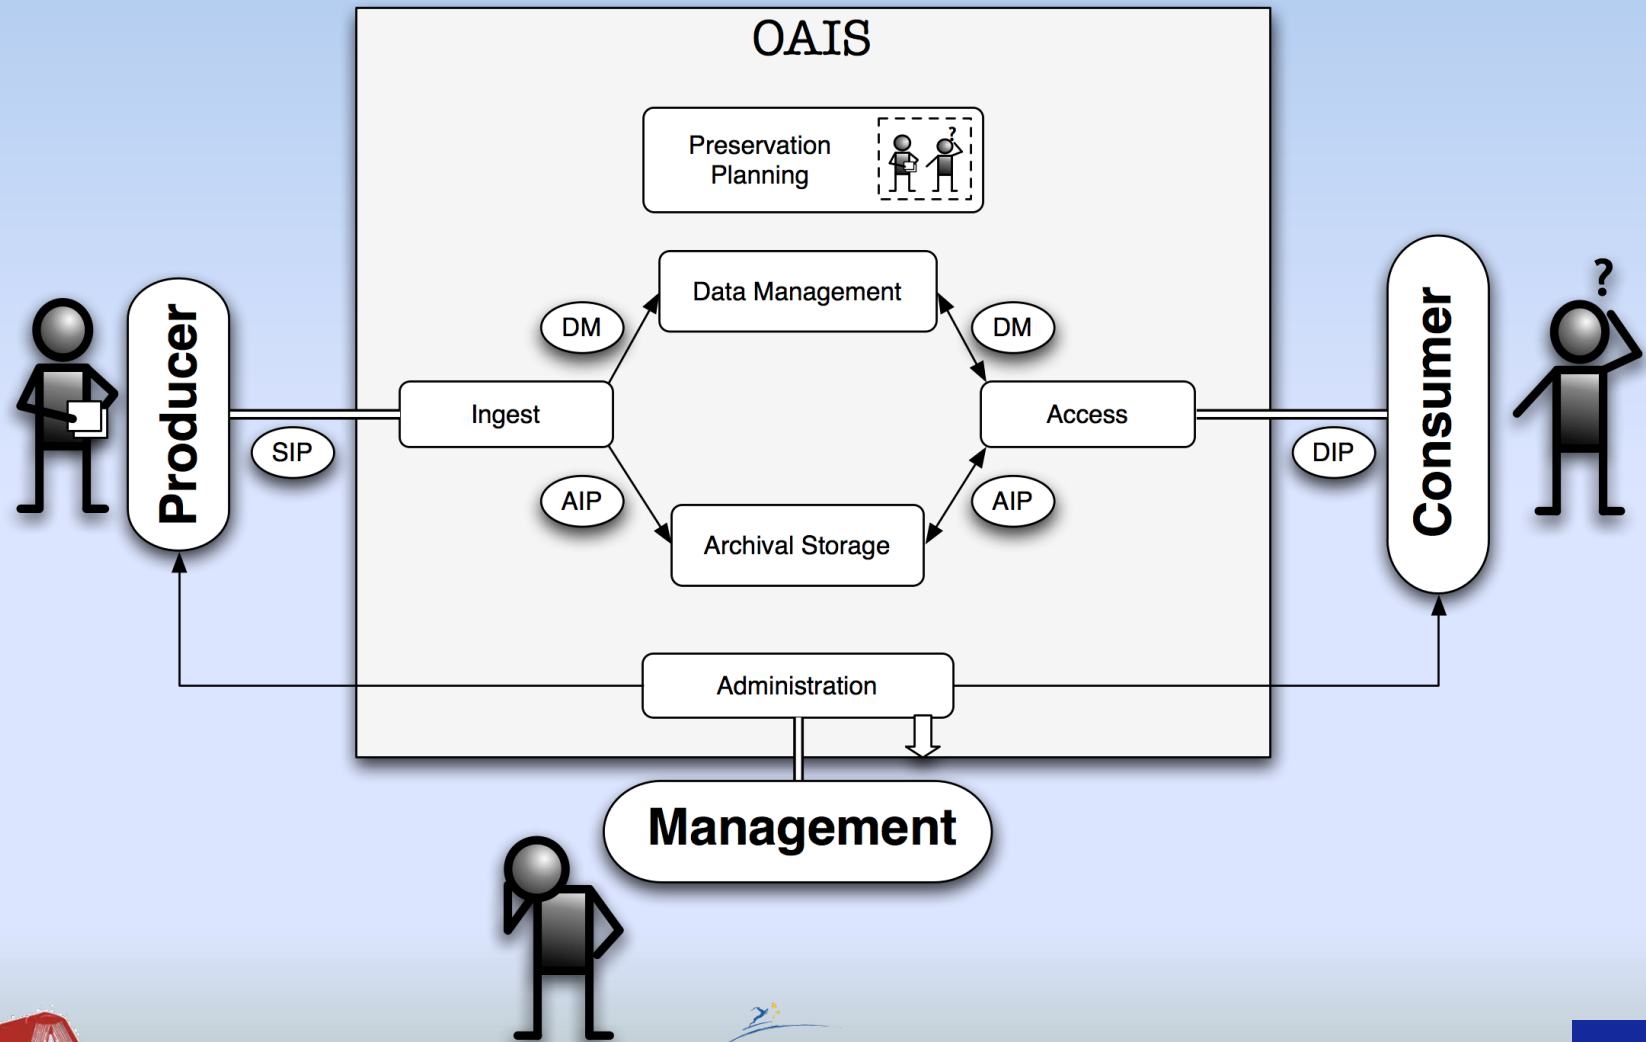 OAIS
Preservation
Planning
?
Data Management
DM
DM
?
Producer
Ingest
Access
Consumer
SIP
DIP
AIP
AIP
Archival Storage
Administration
Management